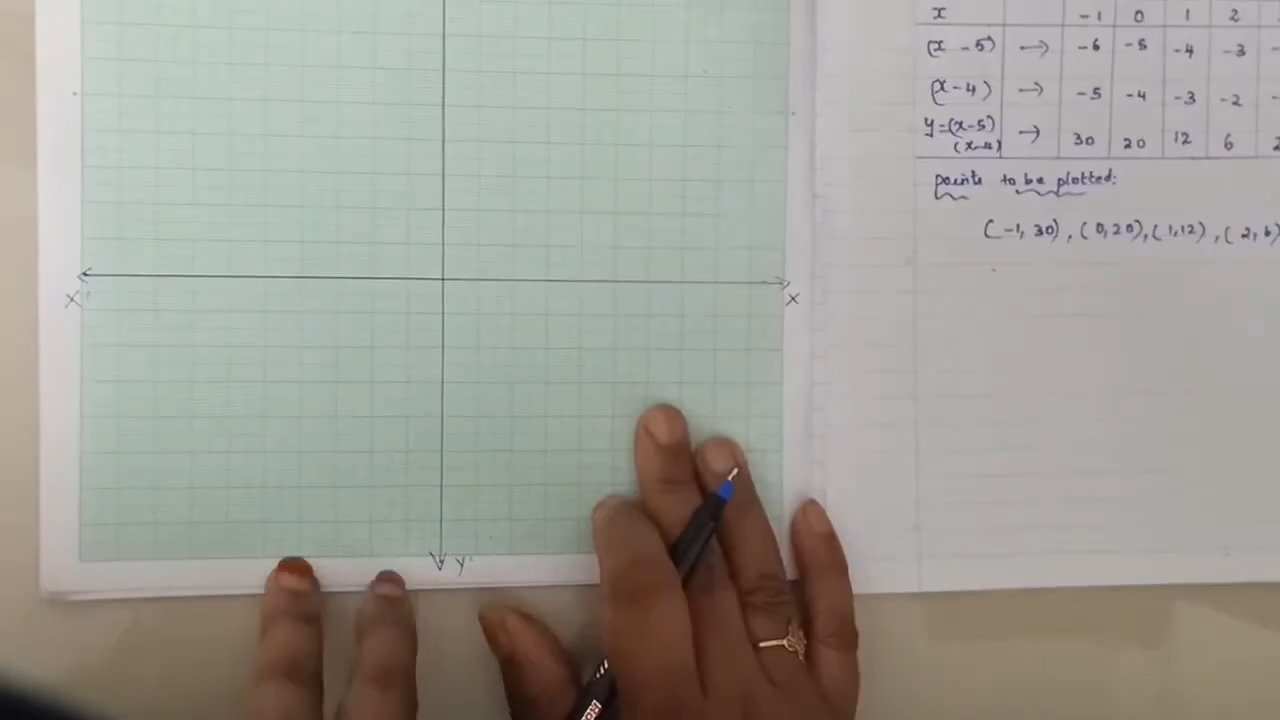 x -1 0 1 2
(x - 5) → -6 -5 -4 -3 -
(x-4) → -5 -4 -3 -2 -
y=(x-5)
(x-4) → 30 20 12 6 2
points to be plotted:
(-1, 30), (0,20), (1,12), (2,6)
X' X
Y'